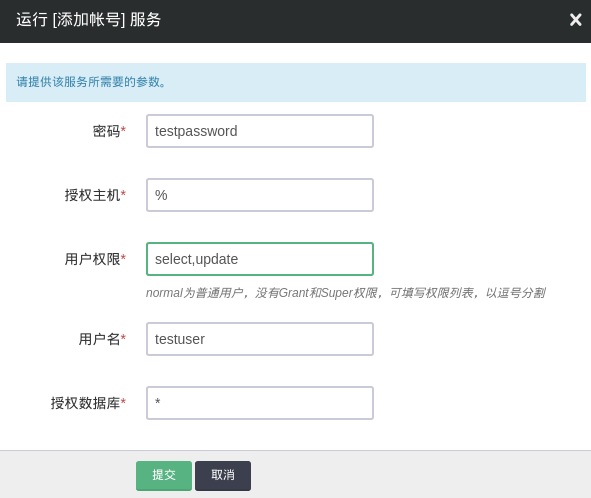 运行 [添加帐号] 服务
请提供该服务所需要的参数。
密码* testpassword
授权主机* %
用户权限* select,update
normal为普通用户，没有Grant和Super权限，可填写权限列表，以逗号分割
用户名* testuser
授权数据库* *
提交 取消